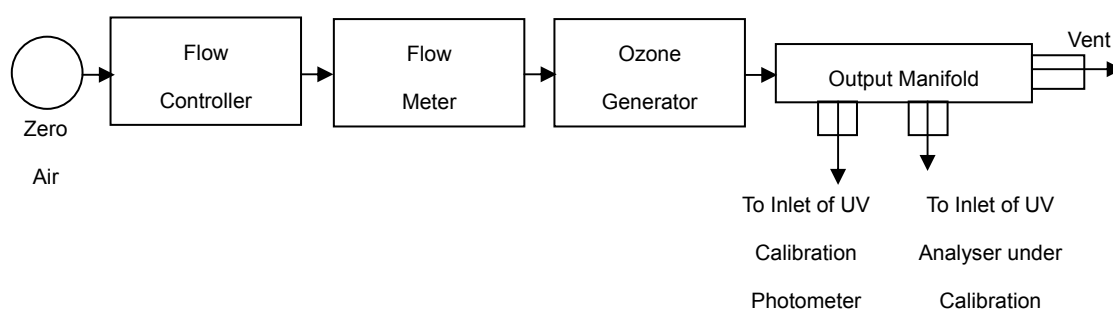 Zero
Air
Flow
Controller
Flow
Meter
Ozone
Generator
Output Manifold
Vent
To Inlet of UV
Calibration
Photometer
To Inlet of UV
Analyser under
Calibration